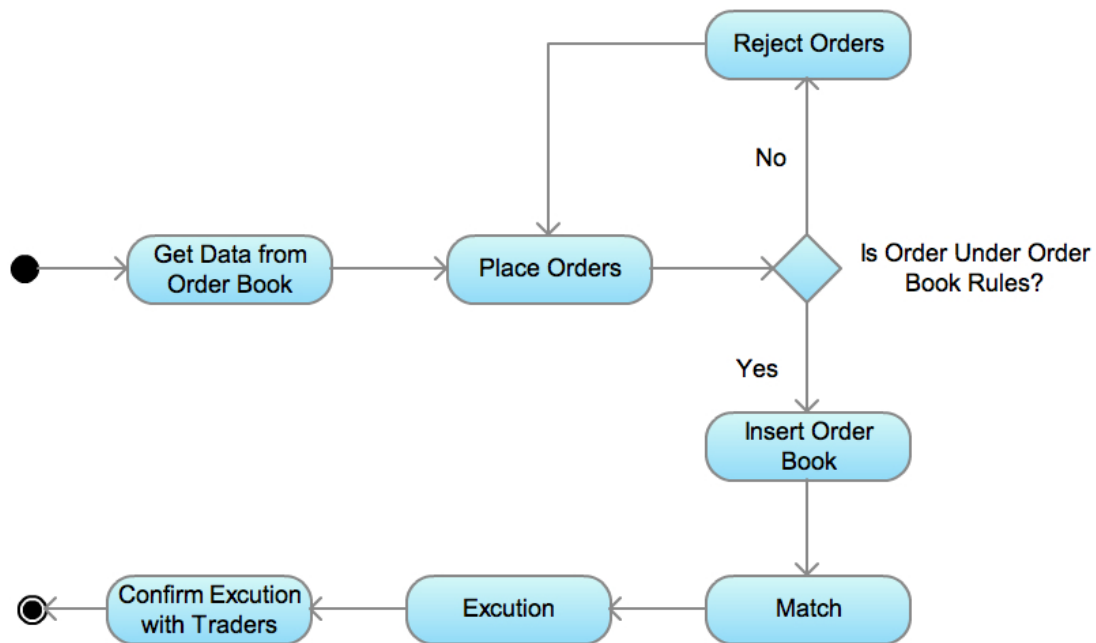 Reject Orders
No
Get Data from
Order Book
Place Orders
Is Order Under Order
Book Rules?
Yes
Insert Order
Book
Confirm Excution
with Traders
Excution
Match